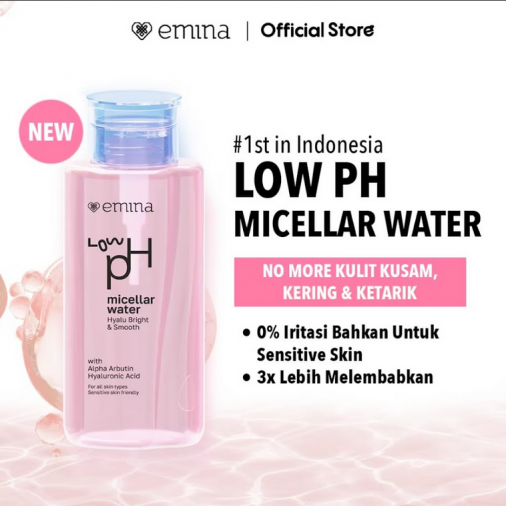 emina | Official Store
NEW
#1st in Indonesia
LOW PH
MICELLAR WATER
NO MORE KULIT KUSAM,
KERING & KETARIK
• 0% Iritasi Bahkan Untuk
Sensitive Skin
• 3x Lebih Melembabkan
emina
Low
pH
micellar
water
Hyalu Bright
& Smooth
with
Alpha Arbutin
Hyaluronic Acid
For all skin types
Sensitive skin friendly